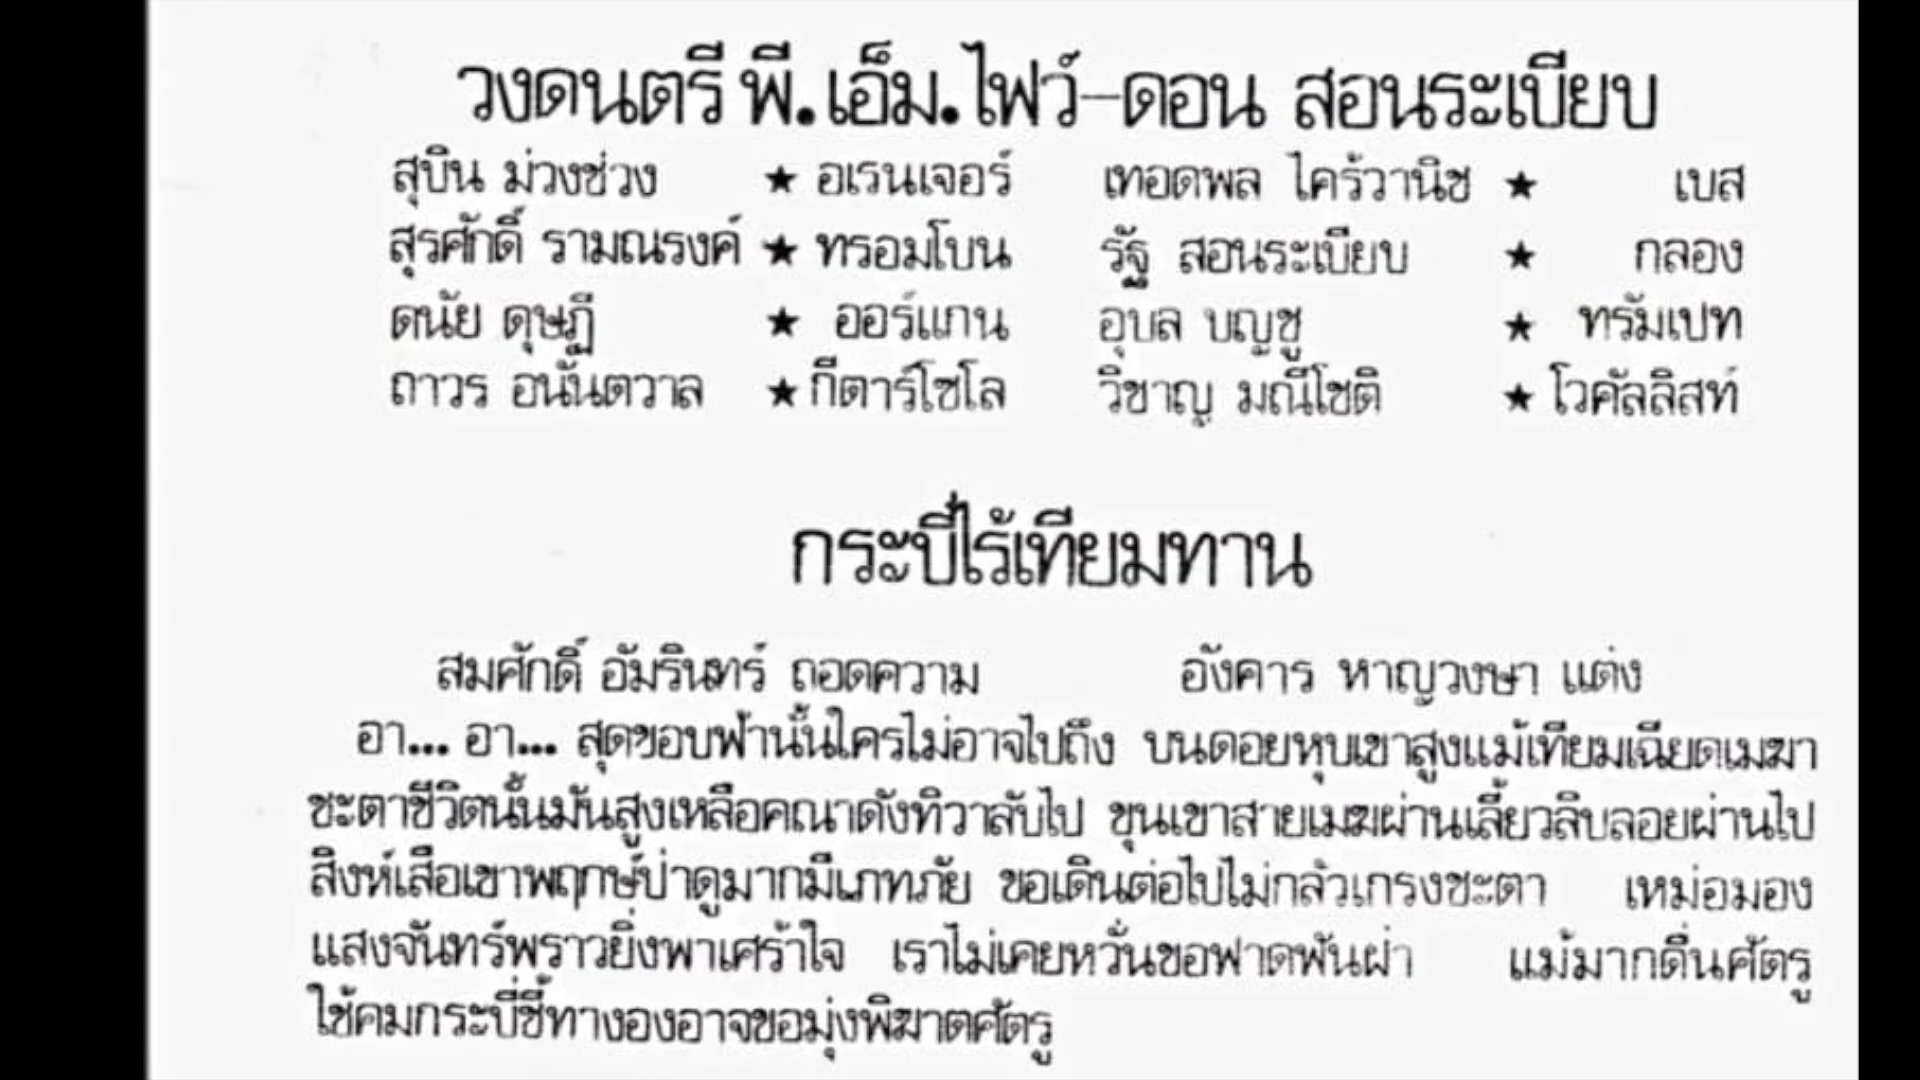 วงดนตรี พี.เอ็ม.ไฟว์–ดอน สอนระเบียบ
สุบิน ม่วงช่วง ★ อเรนเจอร์ เทอดพล ไคร้วานิช ★ เบส
สุรศักดิ์ รามณรงค์ ★ ทรอมโบน รัฐ สอนระเบียบ ★ กลอง
ดนัย ดุษฎี ★ ออร์แกน อุบล บุญชู ★ ทรัมเปท
ถาวร อนันตวาล ★ กีตาร์โซโล วิชาญ มณีโชติ ★ โวคัลลิสท์
กระบี่ไร้เทียมทาน
สมศักดิ์ อัมรินทร์ ถอดความ อังคาร หาญวงษา แต่ง
อา... อา... สุดขอบฟ้านั้นใครไม่อาจไปถึง บนดอยหุบเขาสูงแม้เทียมเฉียดเมฆา
ชะตาชีวิตนั้นมันสูงเหลือคณาดังทิวาลับไป ขุนเขาสายเมฆผ่านเลี้ยวลิบลอยผ่านไป
สิงห์เสือเขาพฤกษ์ป่าดูมากมีเภทภัย ขอเดินต่อไปไม่กลัวเกรงชะตา เหม่อมอง
แสงจันทร์พราวยิ่งพาเศร้าใจ เราไม่เคยหวั่นขอฟาดฟันฝ่า แม้มากดื่นศัตรู
ใช้คมกระบี่ชี้ทางองอาจขอมุ่งพิฆาตศัตรู